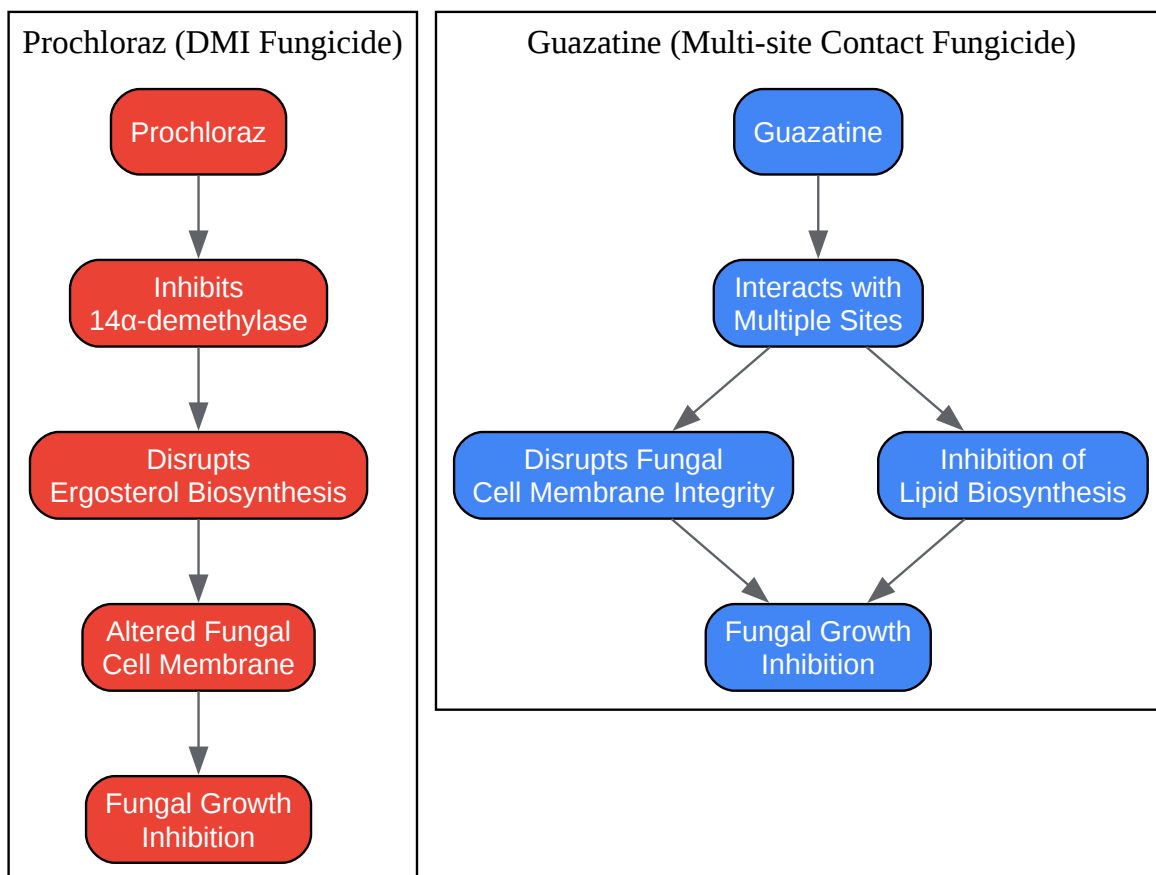 Prochloraz (DMI Fungicide)
Prochloraz
Inhibits
14α-demethylase
Disrupts
Ergosterol Biosynthesis
Altered Fungal
Cell Membrane
Fungal Growth
Inhibition
Guazatine (Multi-site Contact Fungicide)
Guazatine
Interacts with
Multiple Sites
Disrupts Fungal
Cell Membrane Integrity
Inhibition of
Lipid Biosynthesis
Fungal Growth
Inhibition